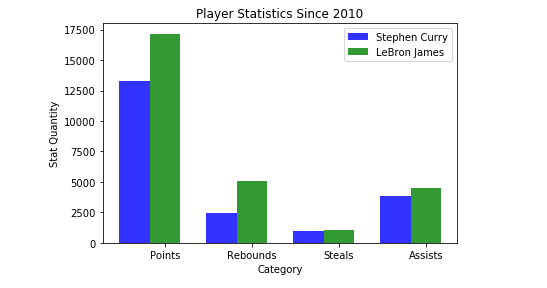 Player Statistics Since 2010
Stephen Curry
LeBron James
Stat Quantity
17500
15000
12500
10000
7500
5000
2500
0
Points Rebounds Steals Assists
Category